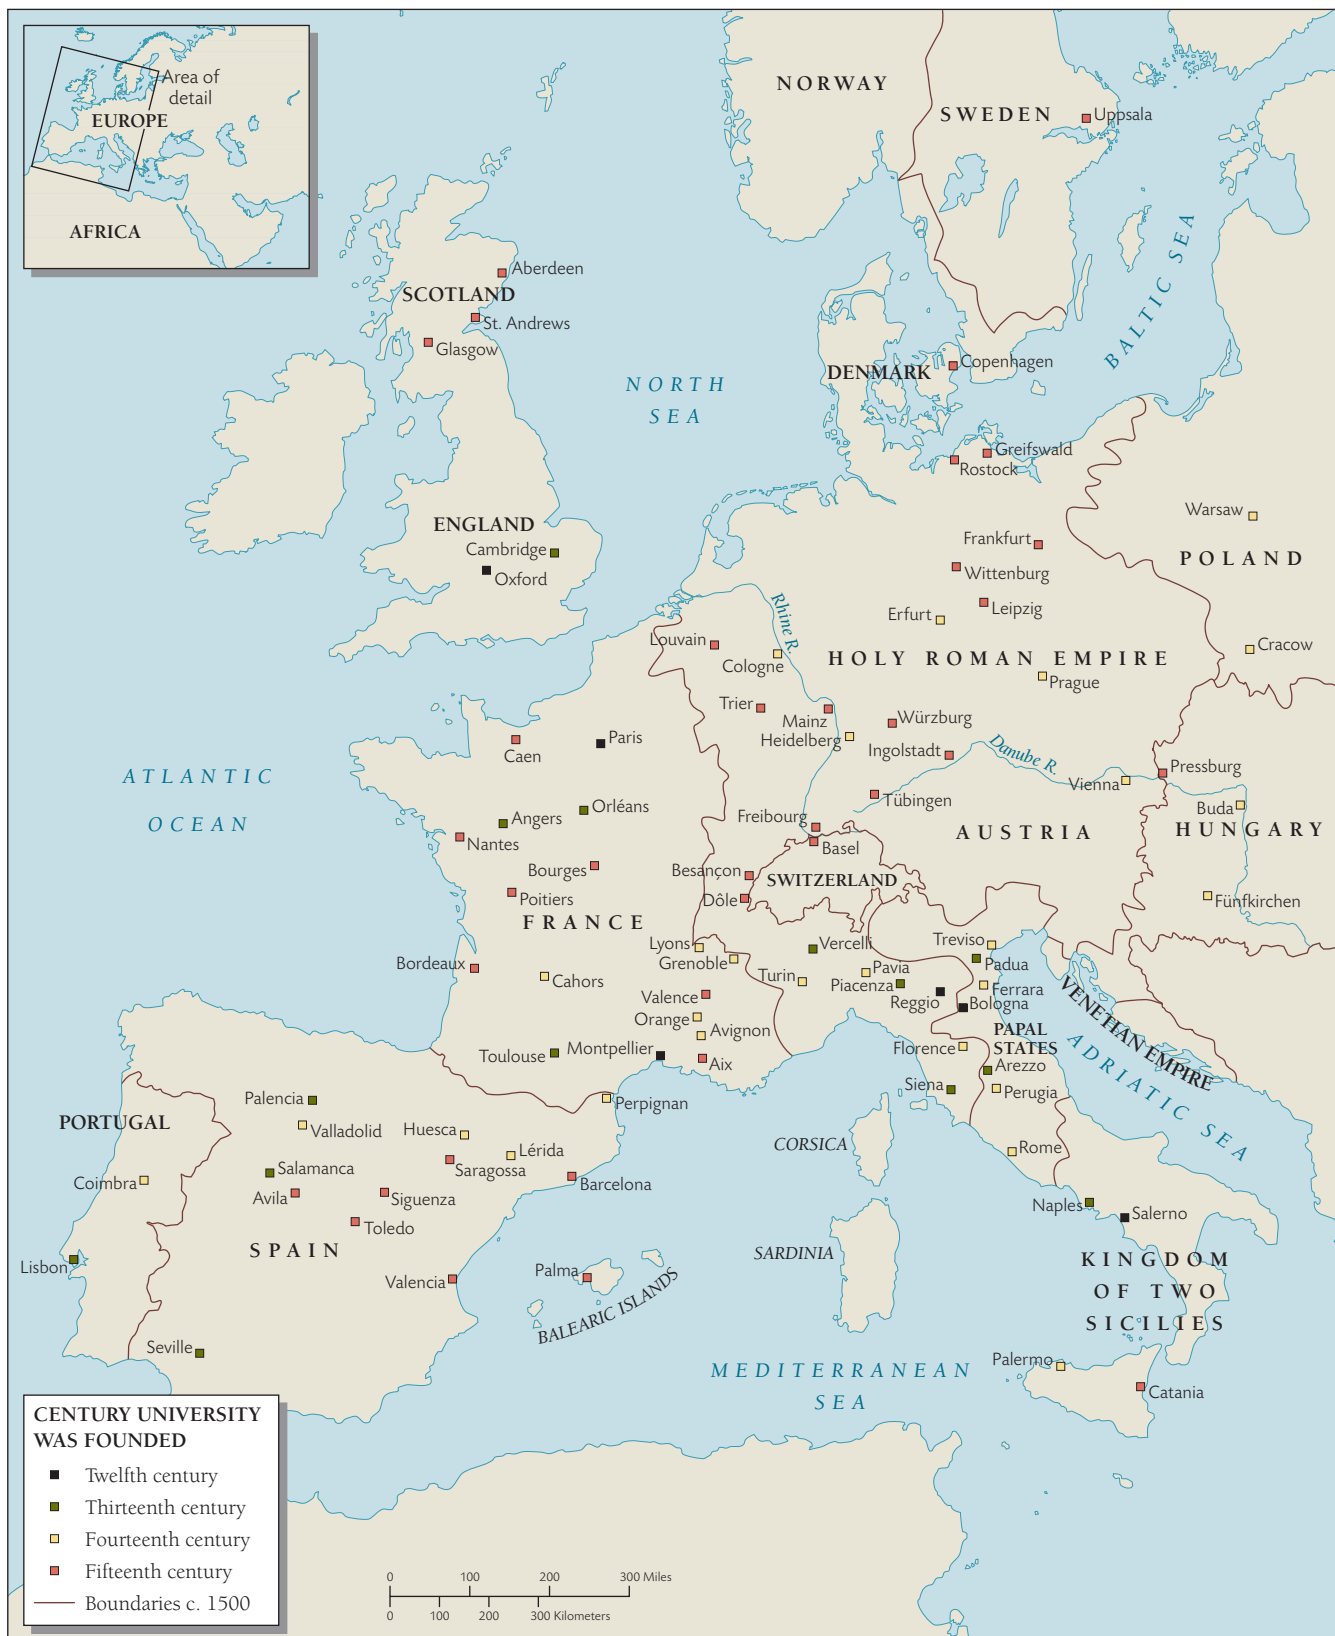 Area of
detail
EUROPE
AFRICA
NORWAY
SWEDEN
Uppsala
BALTIC SEA
Aberdeen
SCOTLAND
St. Andrews
Glasgow
NORTH
SEA
DENMARK
Copenhagen
Greifswald
Rostock
ENGLAND
Cambridge
Oxford
Warsaw
POLAND
Frankfurt
Wittenburg
Leipzig
Erfurt
Rhine R.
Louvain
Cologne
HOLY ROMAN EMPIRE
Cracow
Prague
Trier
Mainz
Würzburg
Heidelberg
Ingolstadt
Danube R.
Paris
Caen
ATLANTIC
OCEAN
Pressburg
Vienna
Buda
Tübingen
Orléans
Angers
Freibourg
AUSTRIA
HUNGARY
Nantes
Basel
Bourges
Besançon
SWITZERLAND
Poitiers
Dôle
Fünfkirchen
FRANCE
Lyons
Grenoble
Vercelli
Treviso
Padua
Bordeaux
Cahors
Turin
Pavia
Piacenza
Ferrara
Valence
Reggio
Bologna
VENETIAN EMPIRE
Orange
Avignon
PAPAL
STATES
ADRIATIC SEA
Toulouse
Montpellier
Aix
Florence
Arezzo
Siena
Perugia
Palencia
Perpignan
PORTUGAL
Valladolid
Huesca
CORSICA
Lérida
Rome
Salamanca
Saragossa
Coimbra
Avila
Siguenza
Barcelona
Toledo
Naples
Salerno
SPAIN
SARDINIA
KINGDOM
OF TWO
SICILIES
Lisbon
Valencia
Palma
BALEARIC ISLANDS
Seville
MEDITERRANEAN
SEA
Palermo
Catania
CENTURY UNIVERSITY
WAS FOUNDED
Twelfth century
Thirteenth century
Fourteenth century
Fifteenth century
Boundaries c. 1500
0 100 200 300 Miles
0 100 200 300 Kilometers